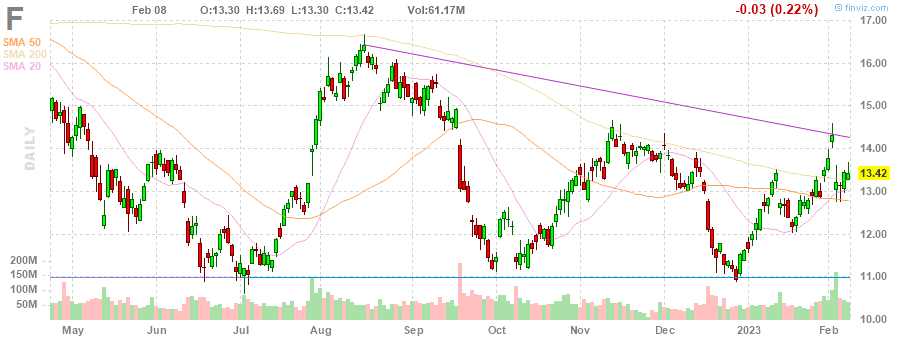 F Feb 08 O:13.30 H:13.69 L:13.30 C:13.42 Vol:61.17M -0.03 (0.22%) © finviz.com
SMA 50
SMA 200
SMA 20
DAILY
17.00
16.00
15.00
14.00
13.42
13.00
12.00
11.00
10.00
200M
150M
100M
50M
May Jun Jul Aug Sep Oct Nov Dec 2023 Feb